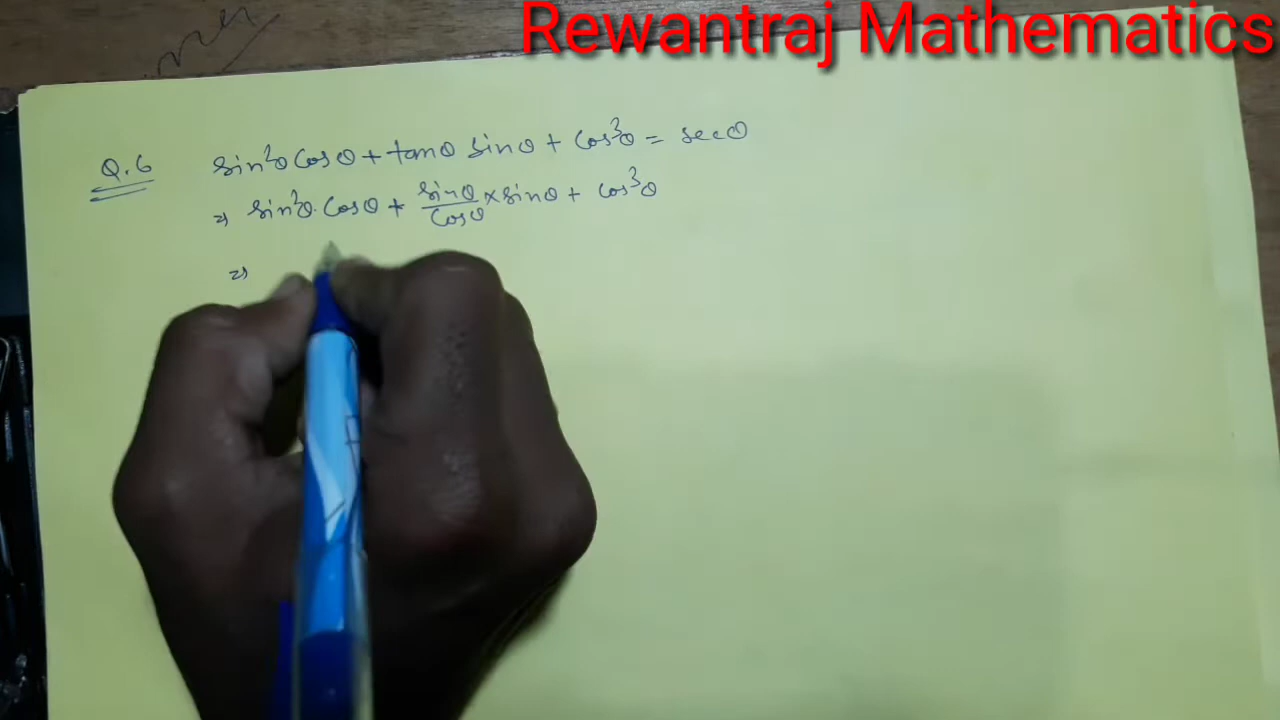 Rewantraj Mathematics
Q.6 sin²θ cosθ + tanθ sinθ + cos³θ = secθ
⇒ sin²θ · cosθ + sinθ/cosθ × sinθ + cos³θ
⇒